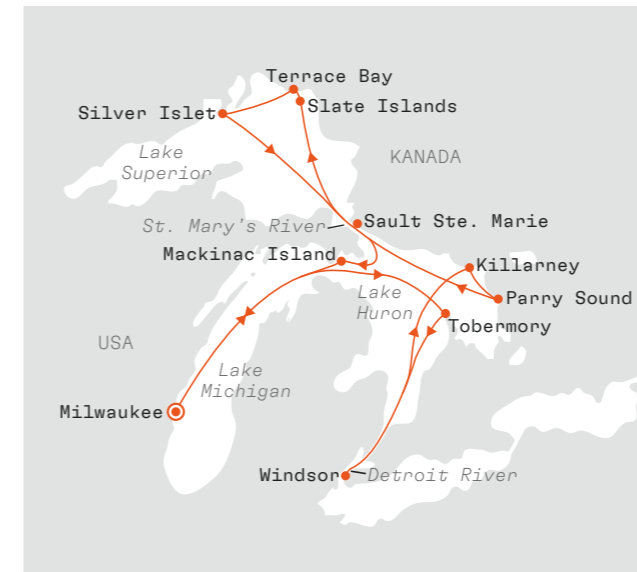 Terrace Bay
Silver Islet
Slate Islands
Lake
Superior
KANADA
St. Mary's River
Sault Ste. Marie
Mackinac Island
Killarney
Lake
Huron
Parry Sound
Tobermory
USA
Lake
Michigan
Milwaukee
Windsor
Detroit River